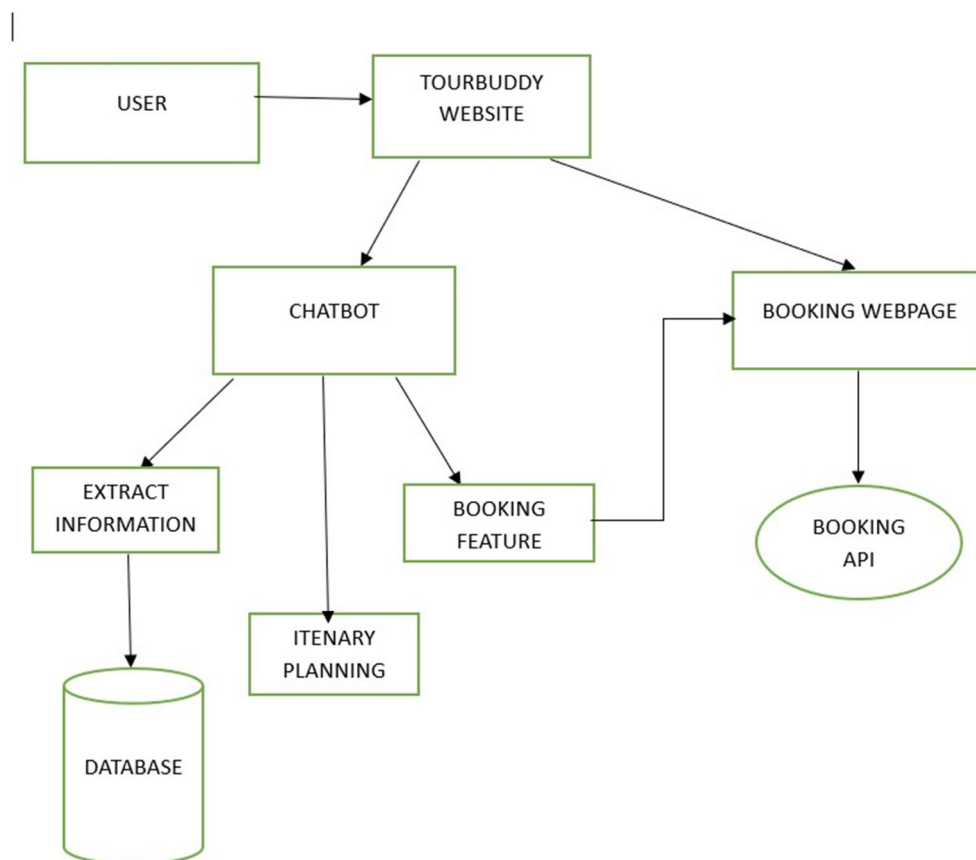 USER
TOURBUDDY
WEBSITE
CHATBOT
BOOKING WEBPAGE
EXTRACT
INFORMATION
BOOKING
FEATURE
BOOKING
API
ITENARY
PLANNING
DATABASE